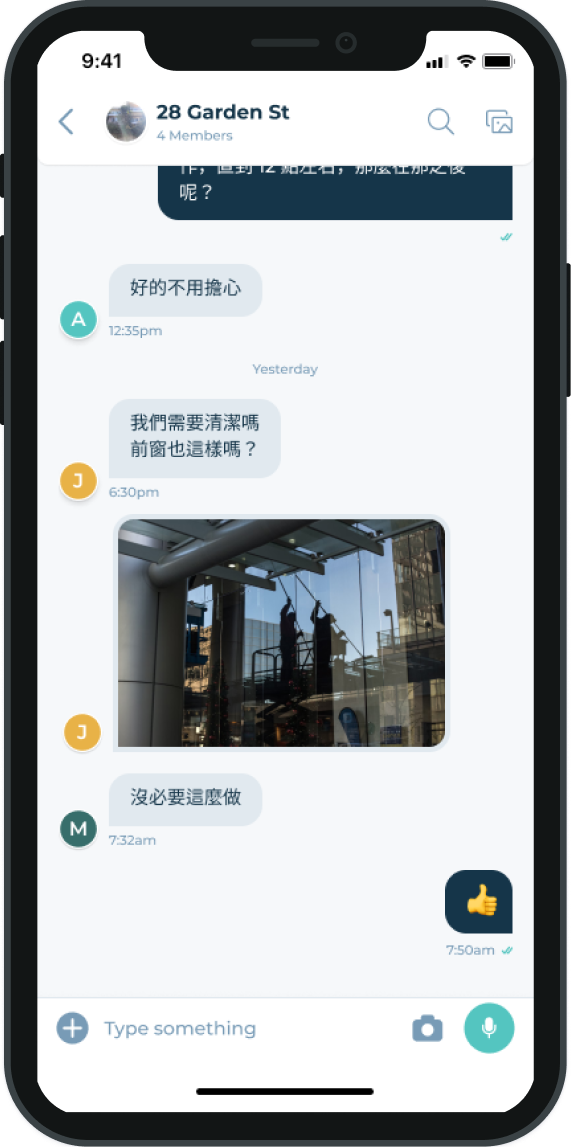 9:41
28 Garden St
4 Members
作，直到 12 點左右，那麼在那之後
呢？
好的不用擔心
A
12:35pm
Yesterday
我們需要清潔嗎
前窗也這樣嗎？
J
6:30pm
J
沒必要這麼做
M
7:32am
👍
7:50am
Type something